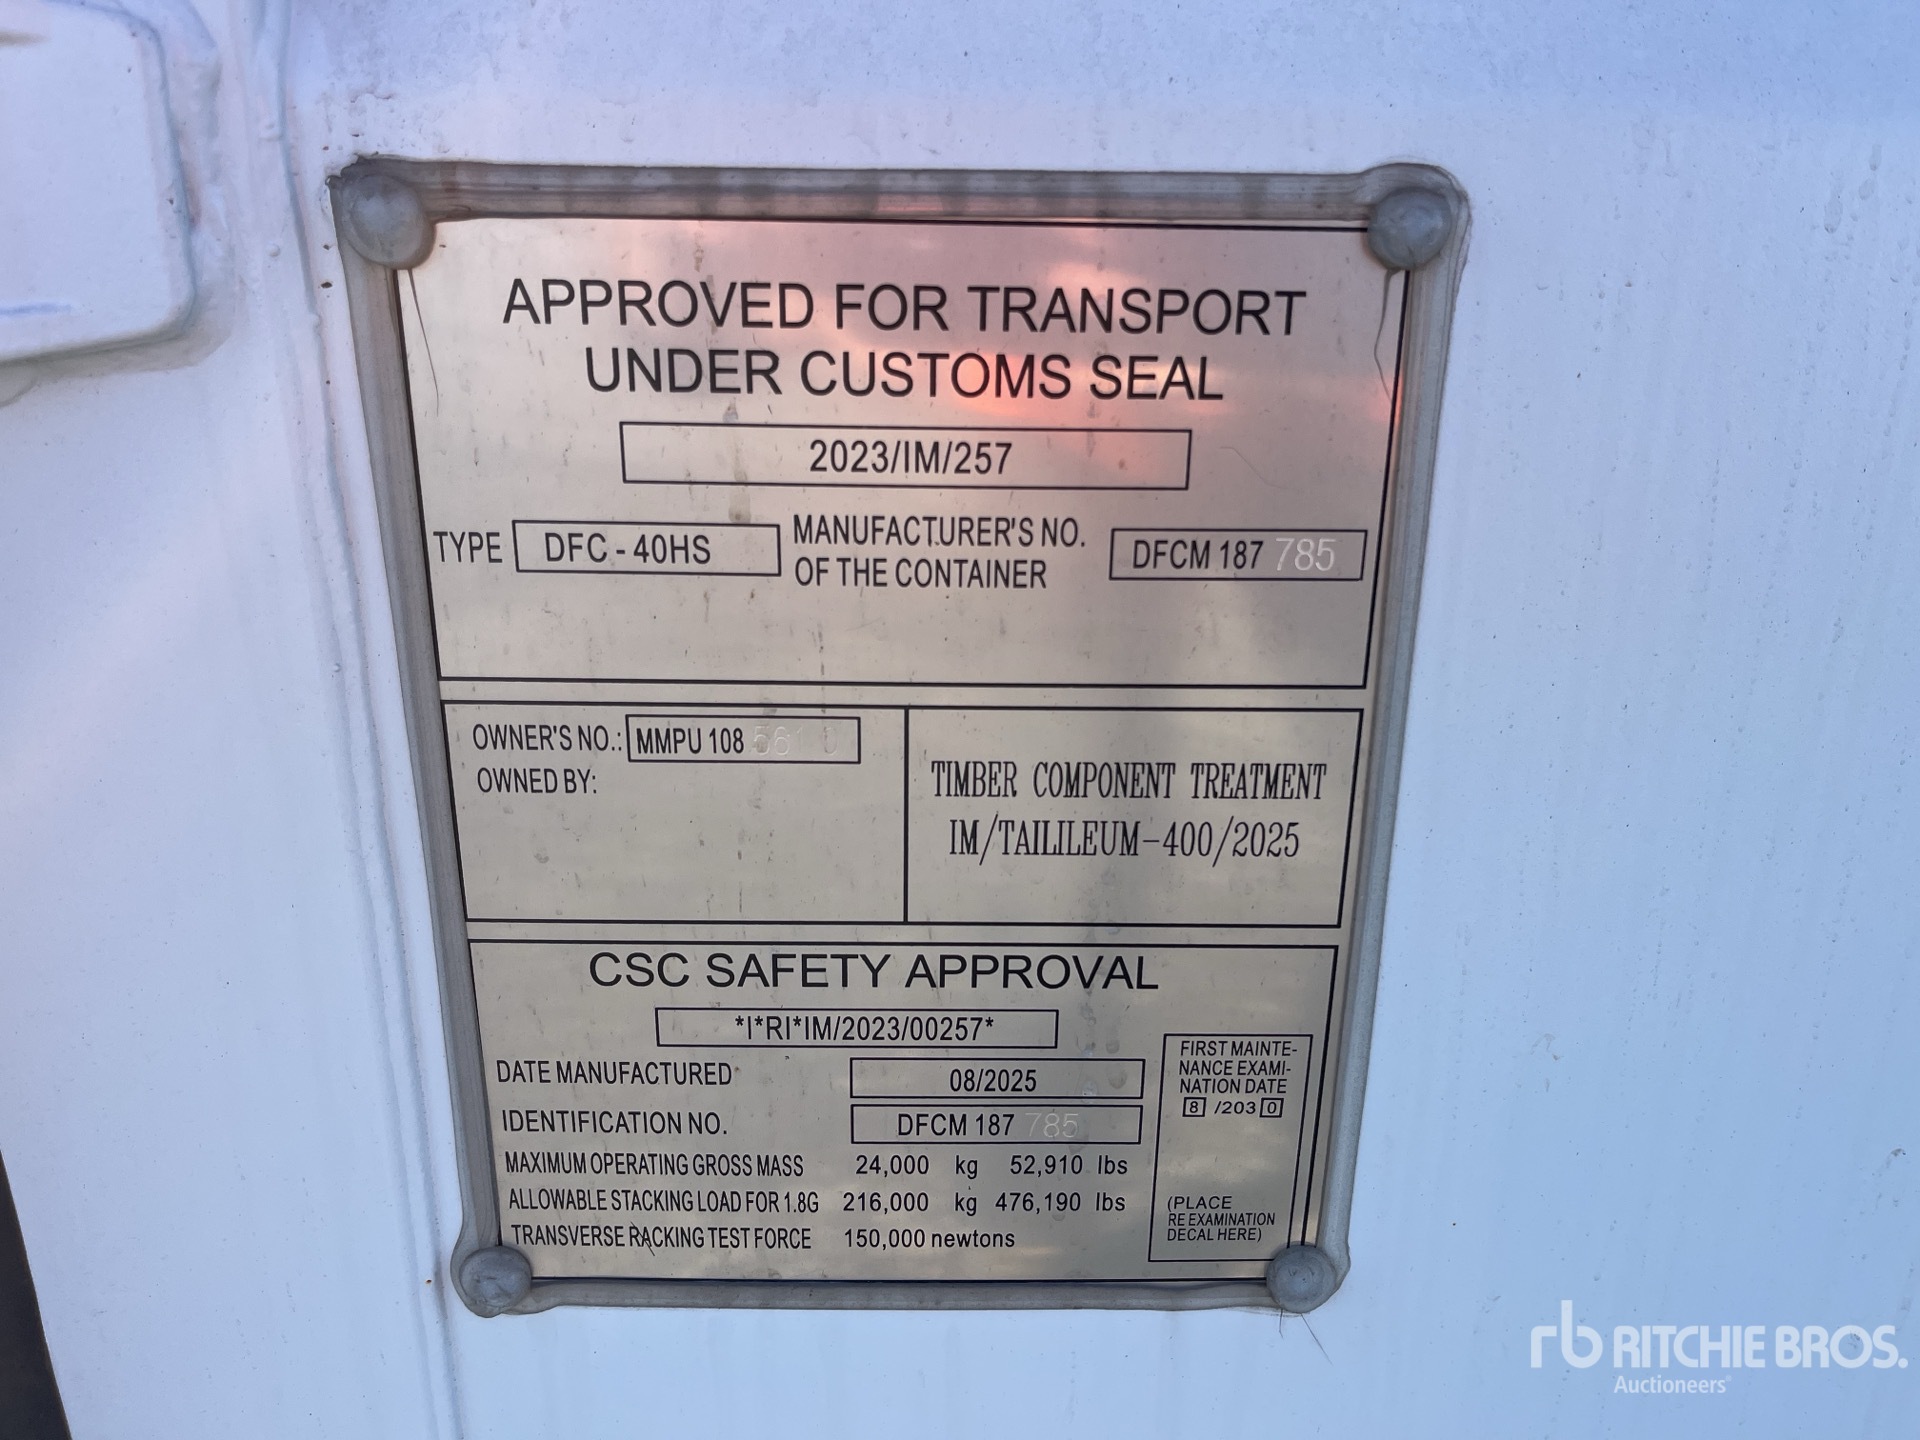 APPROVED FOR TRANSPORT
UNDER CUSTOMS SEAL
2023/IM/257
TYPE DFC - 40HS MANUFACTURER'S NO. OF THE CONTAINER DFCM 187 785
OWNER'S NO.: MMPU 108
OWNED BY:
TIMBER COMPONENT TREATMENT
IM/TAILILEUM-400/2025
CSC SAFETY APPROVAL
*I*RI*IM/2023/00257*
DATE MANUFACTURED 08/2025
IDENTIFICATION NO. DFCM 187 785
MAXIMUM OPERATING GROSS MASS 24,000 kg 52,910 lbs
ALLOWABLE STACKING LOAD FOR 1.8G 216,000 kg 476,190 lbs
TRANSVERSE RACKING TEST FORCE 150,000 newtons
FIRST MAINTE-
NANCE EXAMI-
NATION DATE
8 /203 0
(PLACE
RE EXAMINATION
DECAL HERE)
rb RITCHIE BROS.
Auctioneers